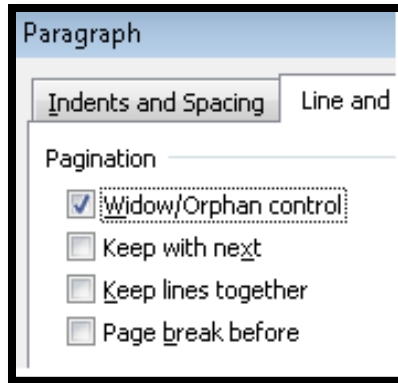 Paragraph
Indents and Spacing Line and
Pagination
Widow/Orphan control
Keep with next
Keep lines together
Page break before